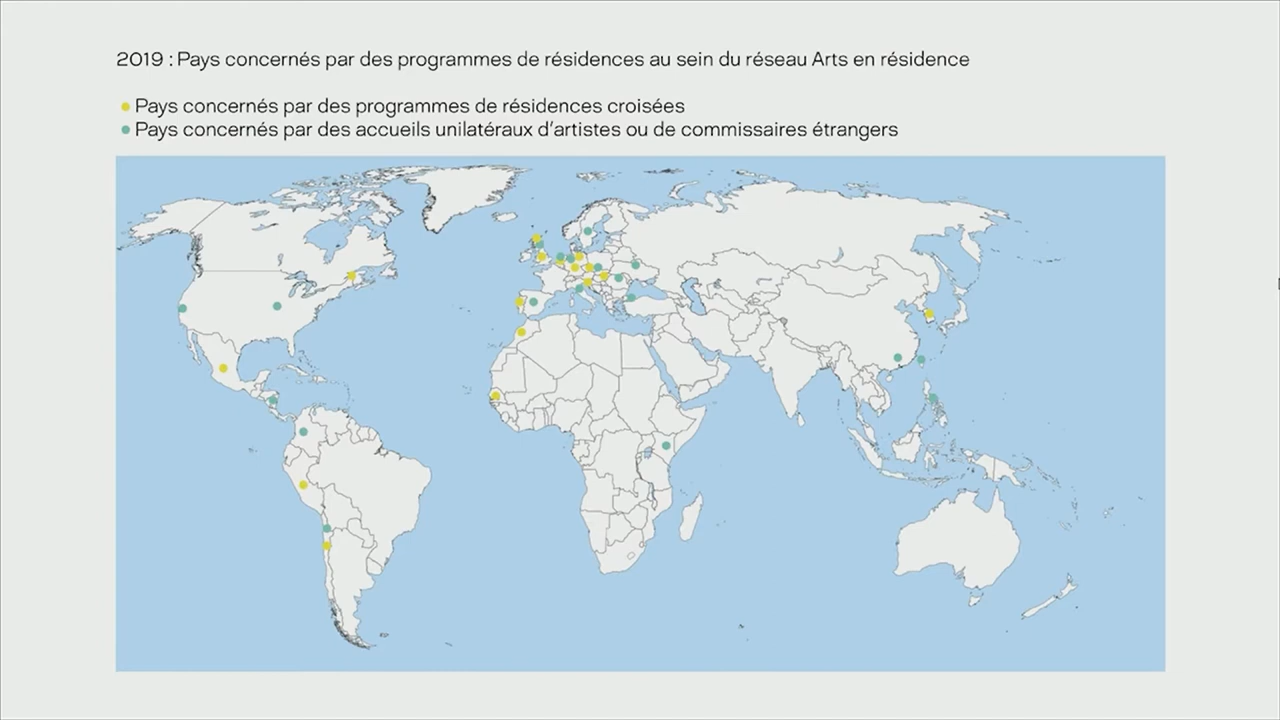 2019 : Pays concernés par des programmes de résidences au sein du réseau Arts en résidence
Pays concernés par des programmes de résidences croisées
Pays concernés par des accueils unilatéraux d'artistes ou de commissaires étrangers